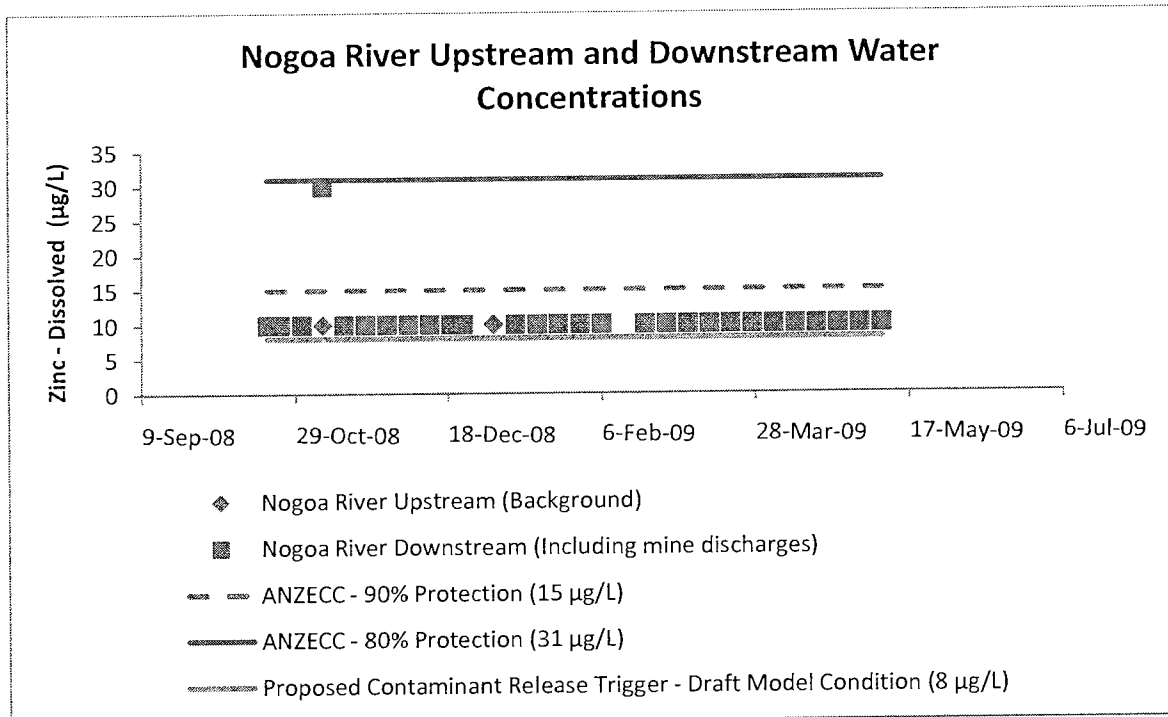 Nogoa River Upstream and Downstream Water
Concentrations
Zinc - Dissolved (µg/L)
35
30
25
20
15
10
5
0
9-Sep-08 29-Oct-08 18-Dec-08 6-Feb-09 28-Mar-09 17-May-09 6-Jul-09
Nogoa River Upstream (Background)
Nogoa River Downstream (Including mine discharges)
ANZECC - 90% Protection (15 µg/L)
ANZECC - 80% Protection (31 µg/L)
Proposed Contaminant Release Trigger - Draft Model Condition (8 µg/L)